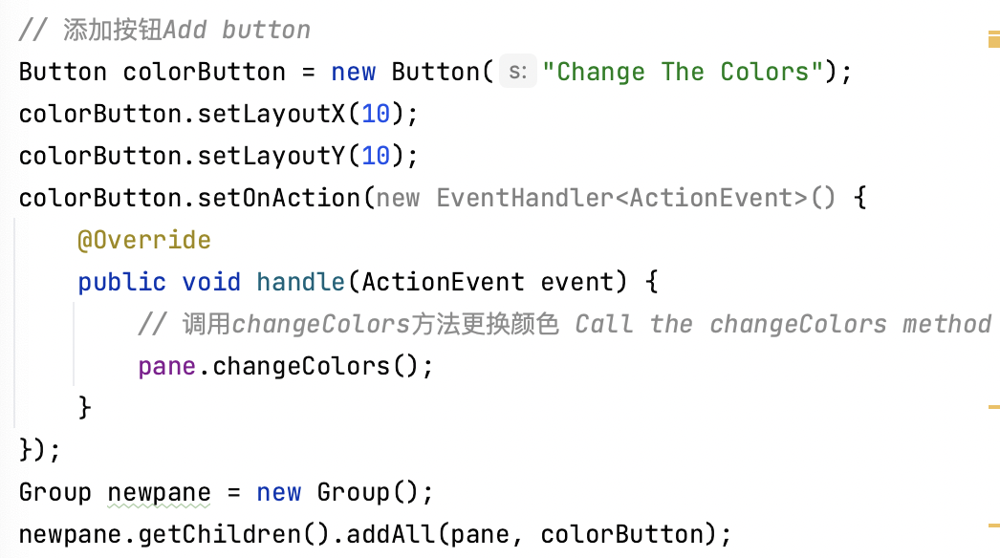 // 添加按钮Add button
Button colorButton = new Button( s: "Change The Colors");
colorButton.setLayoutX(10);
colorButton.setLayoutY(10);
colorButton.setOnAction(new EventHandler<ActionEvent>() {
@Override
public void handle(ActionEvent event) {
// 调用changeColors方法更换颜色 Call the changeColors method
pane.changeColors();
}
});
Group newpane = new Group();
newpane.getChildren().addAll(pane, colorButton);